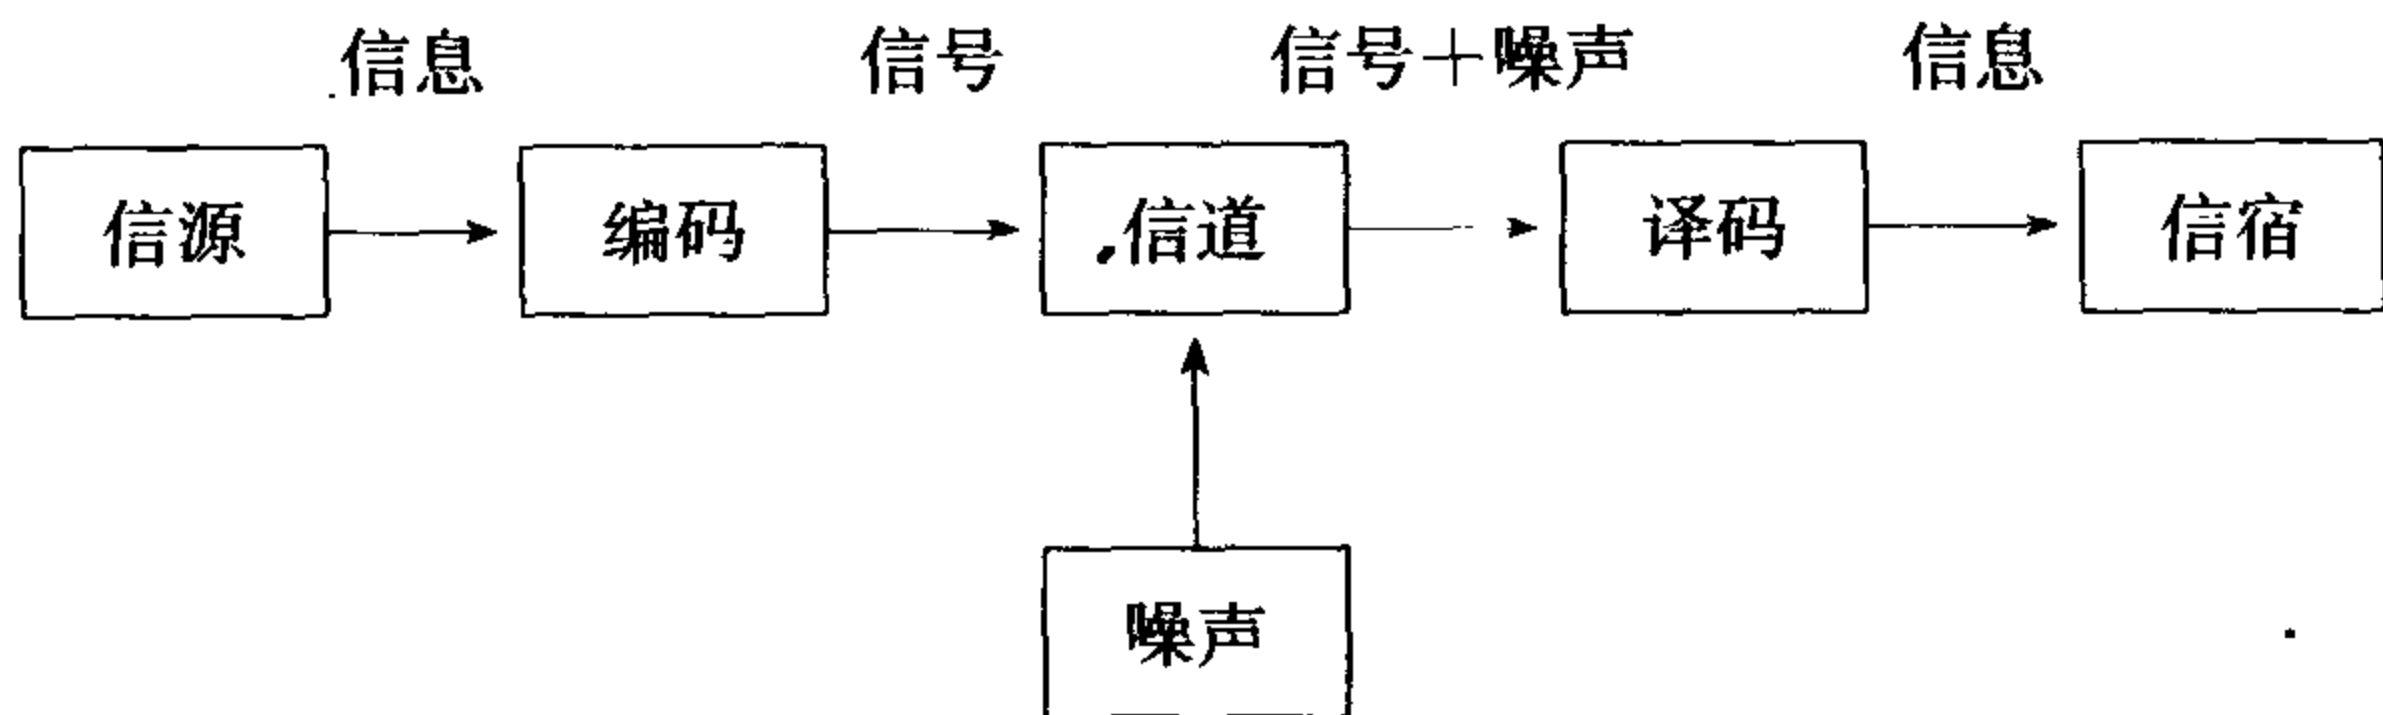 信息 信号 信号+噪声 信息
信源 编码 信道 译码 信宿
噪声